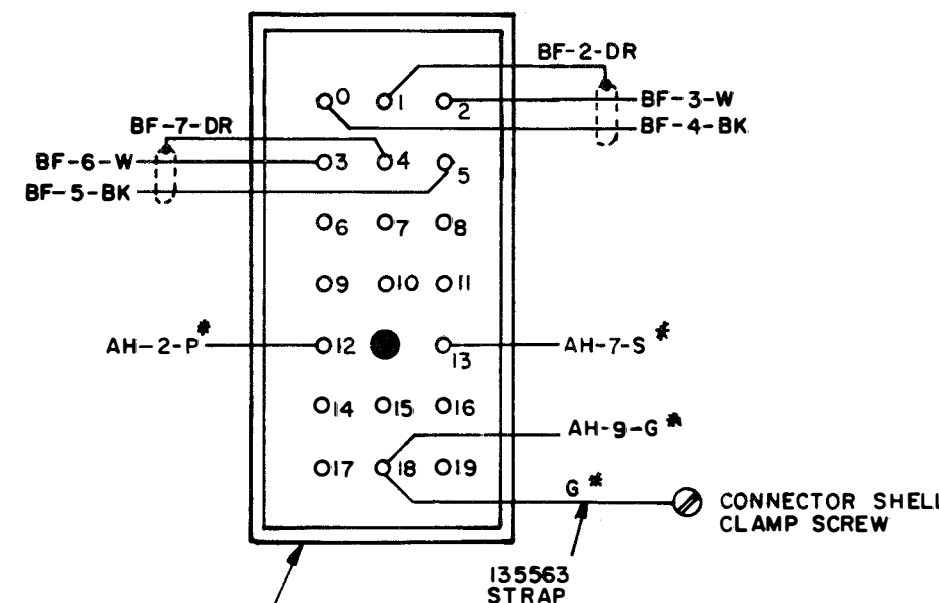 BF-2-DR
0 1 2
BF-3-W
BF-4-BK
BF-7-DR
BF-6-W
3 4 5
BF-5-BK
6 7 8
9 10 11
AH-2-P*
12 13
AH-7-S*
14 15 16
AH-9-G*
17 18 19
G*
CONNECTOR SHELL
CLAMP SCREW
135563
STRAP